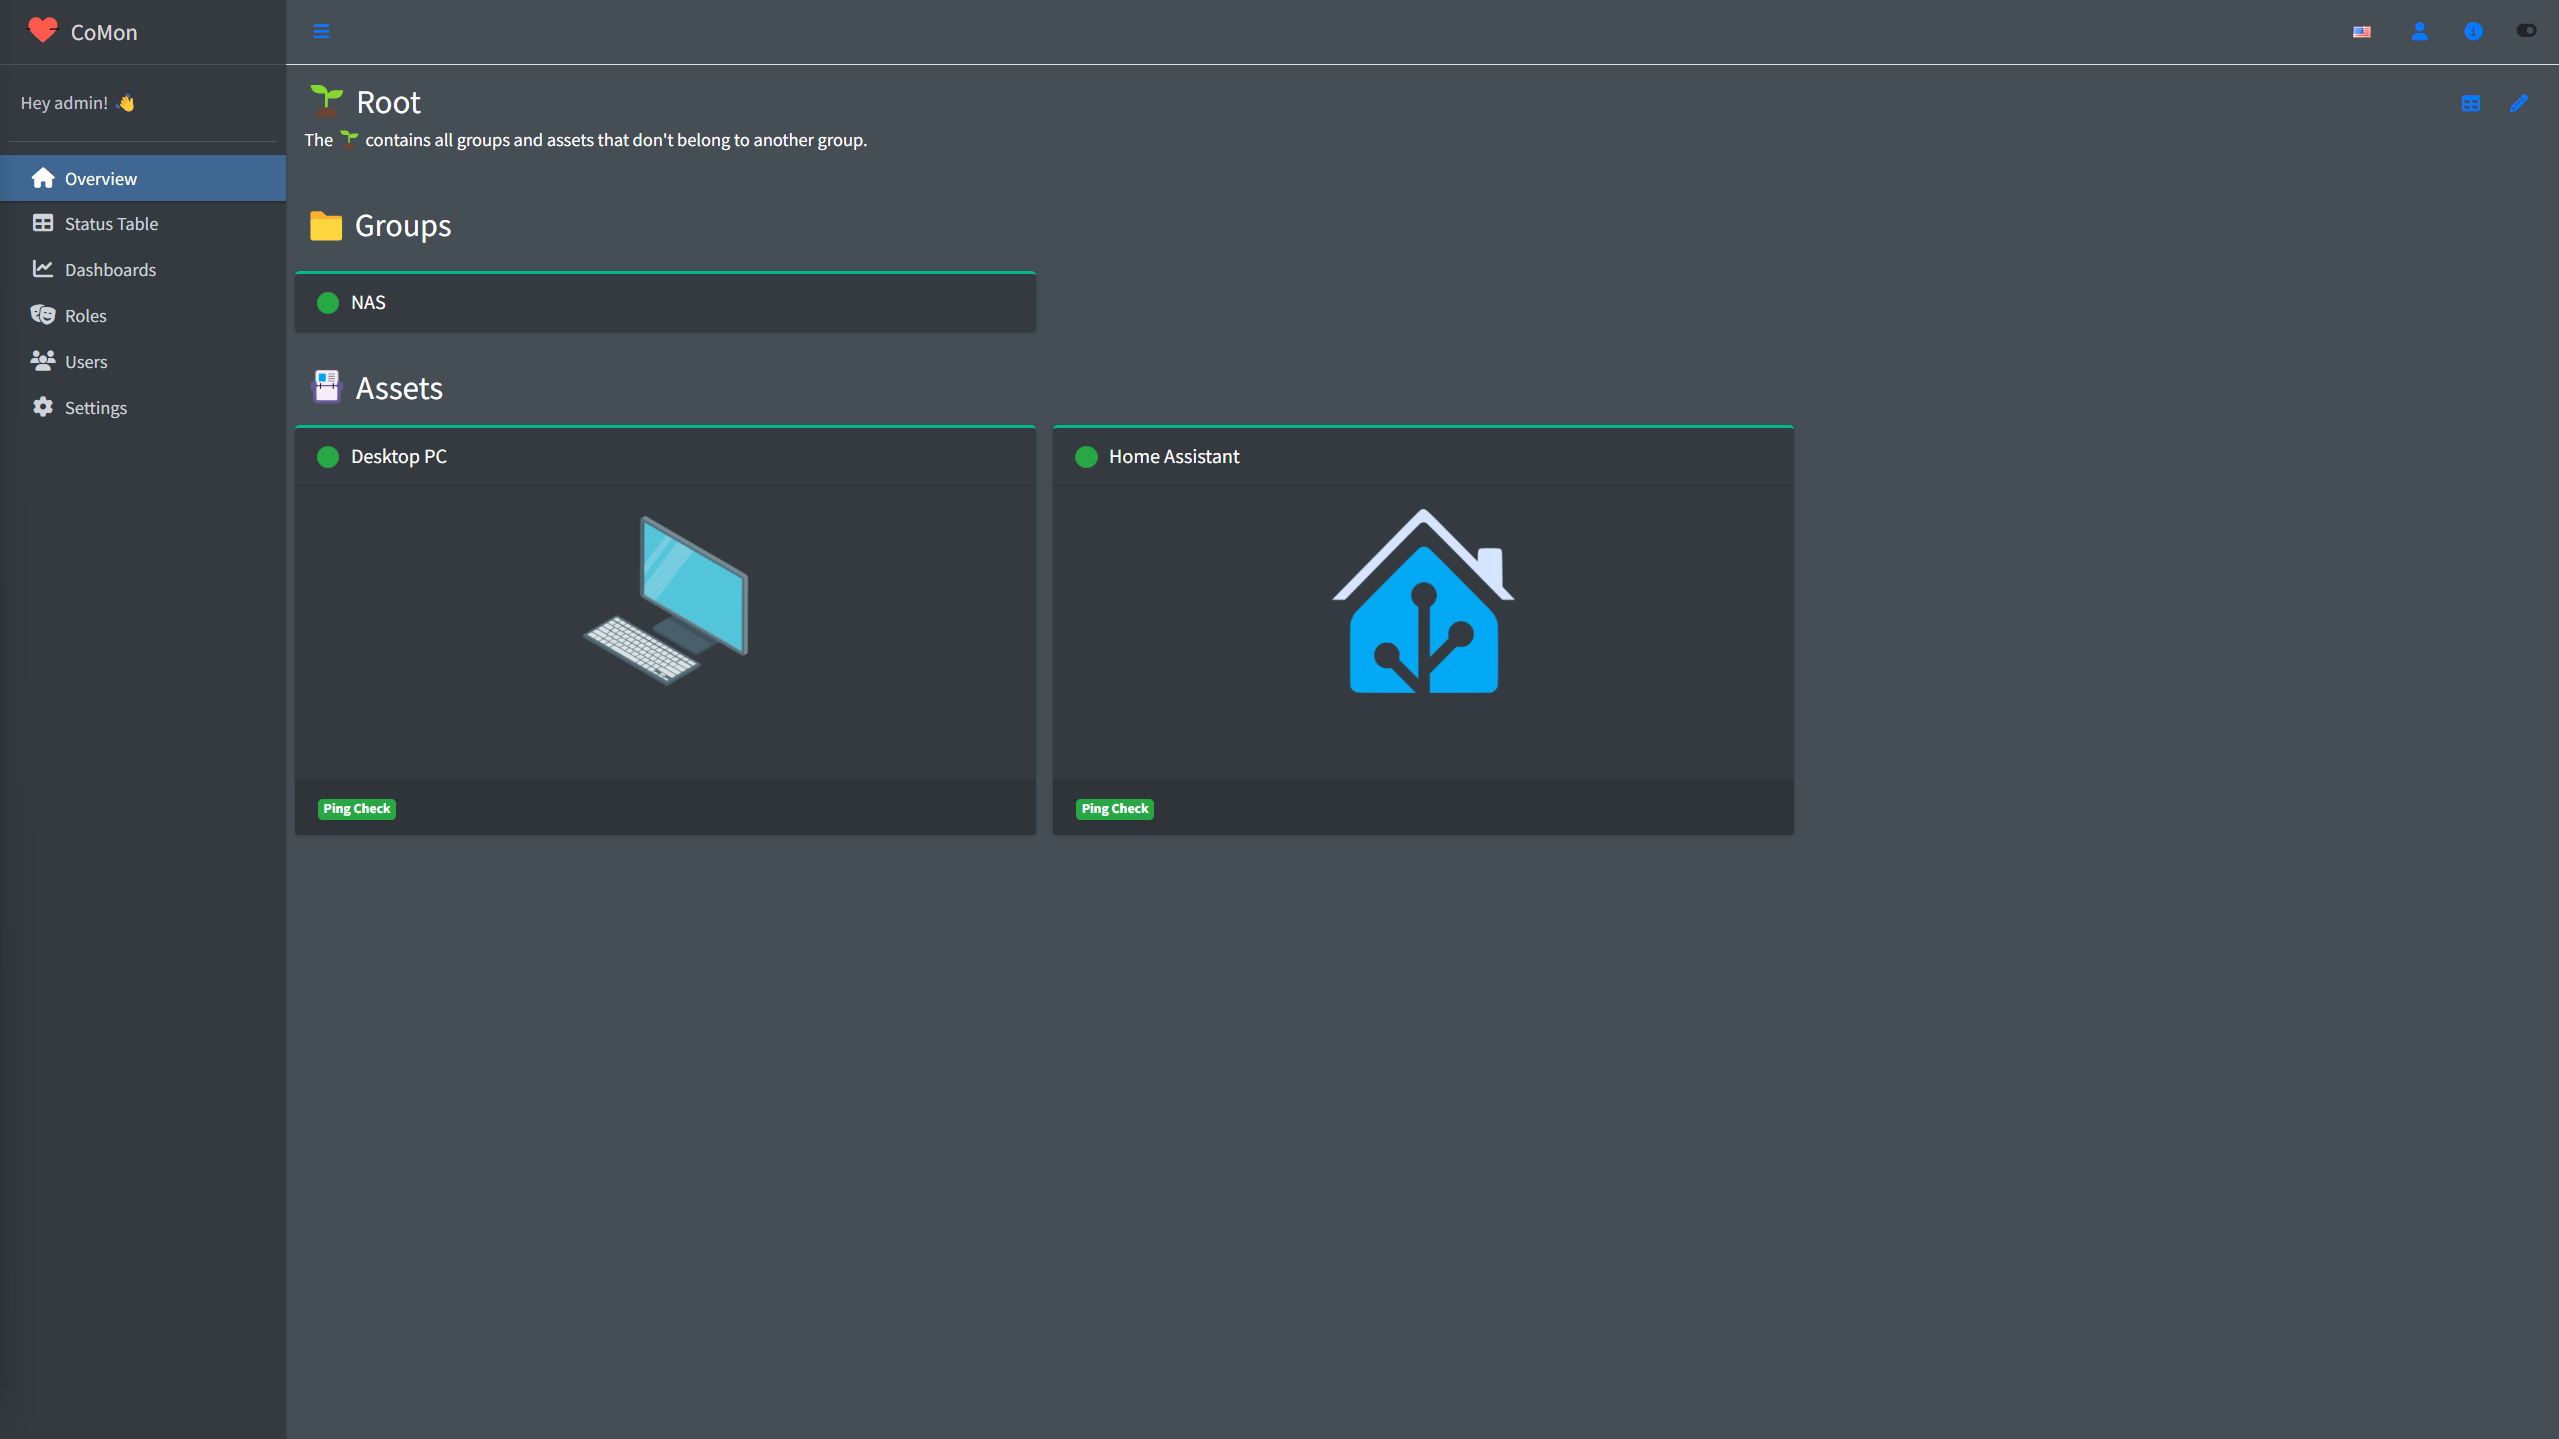 CoMon
Hey admin! 👋
Overview
Status Table
Dashboards
Roles
Users
Settings
🌱 Root
The 🌱 contains all groups and assets that don't belong to another group.
Groups
NAS
Assets
Desktop PC
Home Assistant
Ping Check
Ping Check